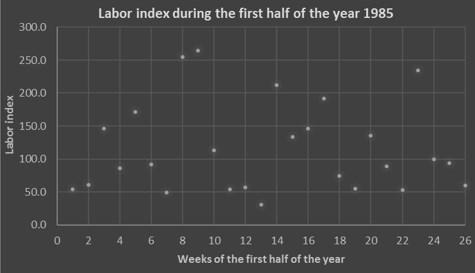 Labor index during the first half of the year 1985
300.0
250.0
200.0
150.0
100.0
50.0
0.0
Labor index
0 2 4 6 8 10 12 14 16 18 20 22 24 26
Weeks of the first half of the year